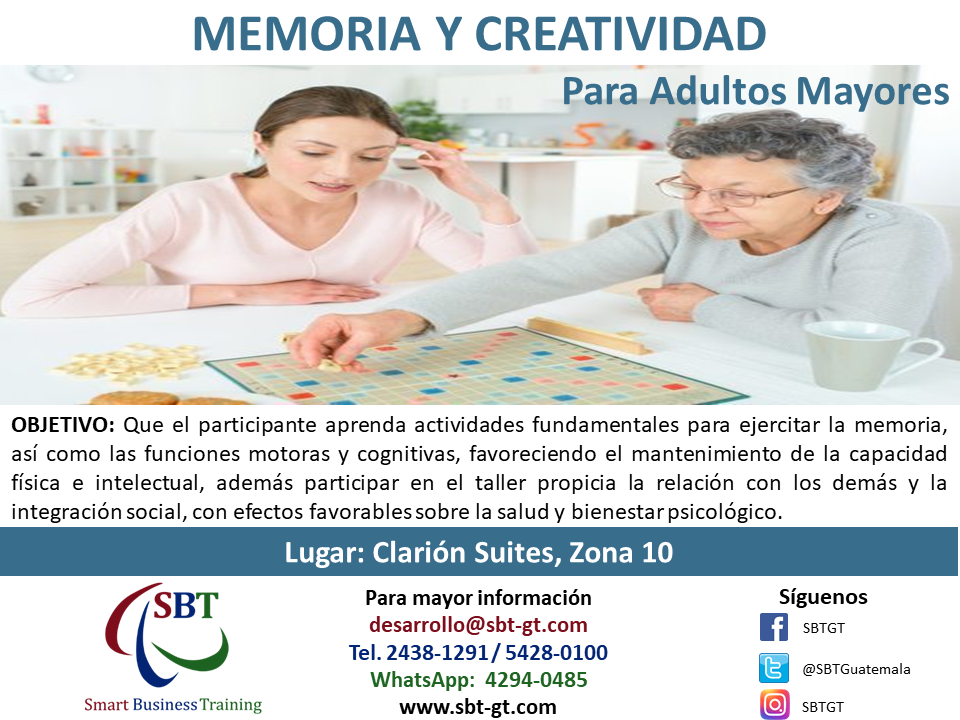 MEMORIA Y CREATIVIDAD
Para Adultos Mayores
OBJETIVO: Que el participante aprenda actividades fundamentales para ejercitar la memoria,
así como las funciones motoras y cognitivas, favoreciendo el mantenimiento de la capacidad
física e intelectual, además participar en el taller propicia la relación con los demás y la
integración social, con efectos favorables sobre la salud y bienestar psicológico.
Lugar: Clarión Suites, Zona 10
SBT
Smart Business Training
Para mayor información
desarrollo@sbt-gt.com
Tel. 2438-1291/ 5428-0100
WhatsApp: 4294-0485
www.sbt-gt.com
Síguenos
SBTGT
@SBTGuatemala
SBTGT